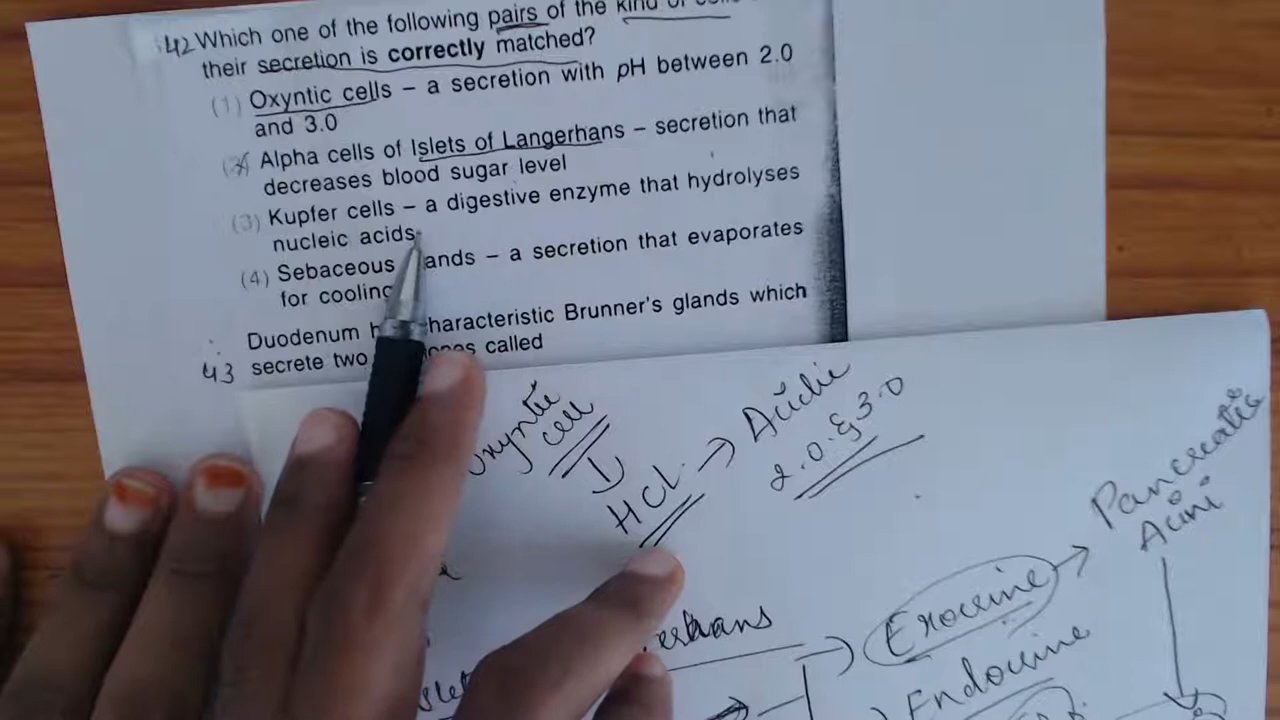 42 Which one of the following pairs of the kind of cells
their secretion is correctly matched?
(1) Oxyntic cells – a secretion with pH between 2.0
and 3.0
(2) Alpha cells of Islets of Langerhans – secretion that
decreases blood sugar level
(3) Kupfer cells – a digestive enzyme that hydrolyses
nucleic acids
(4) Sebaceous glands – a secretion that evaporates
for cooling
Duodenum characteristic Brunner's glands which
43 secrete two called
Oxyntic
cell
HCl → Acidic
2.0 & 3.0
Pancreatic
Acini
Exocrine
Endocrine